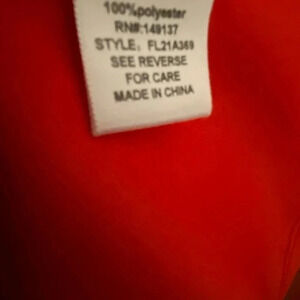 100%polyester
RN#:149137
STYLE: FL21A369
SEE REVERSE
FOR CARE
MADE IN CHINA